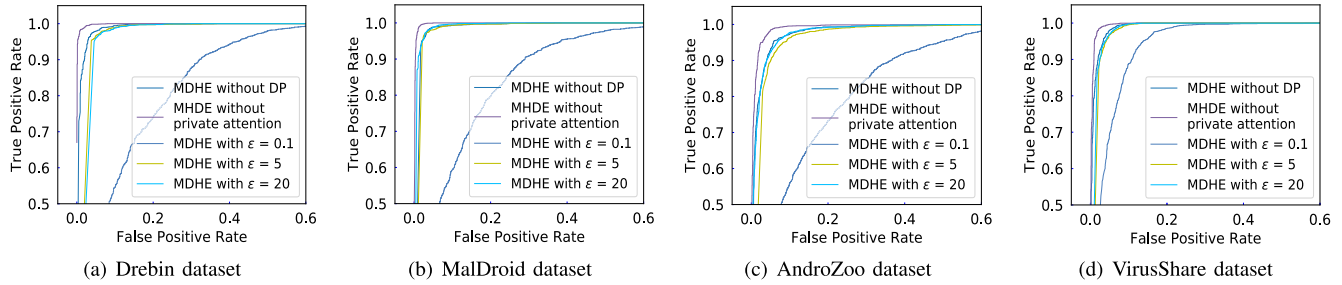 True Positive Rate
1.0
0.9
0.8
0.7
0.6
0.5
MDHE without DP
MHDE without
private attention
MDHE with ε = 0.1
MDHE with ε = 5
MDHE with ε = 20
0.0 0.2 0.4 0.6
False Positive Rate
(a) Drebin dataset
True Positive Rate
1.0
0.9
0.8
0.7
0.6
0.5
MDHE without DP
MHDE without
private attention
MDHE with ε = 0.1
MDHE with ε = 5
MDHE with ε = 20
0.0 0.2 0.4 0.6
False Positive Rate
(b) MalDroid dataset
True Positive Rate
1.0
0.9
0.8
0.7
0.6
0.5
MDHE without DP
MHDE without
private attention
MDHE with ε = 0.1
MDHE with ε = 5
MDHE with ε = 20
0.0 0.2 0.4 0.6
False Positive Rate
(c) AndroZoo dataset
True Positive Rate
1.0
0.9
0.8
0.7
0.6
0.5
MDHE without DP
MHDE without
private attention
MDHE with ε = 0.1
MDHE with ε = 5
MDHE with ε = 20
0.0 0.2 0.4 0.6
False Positive Rate
(d) VirusShare dataset